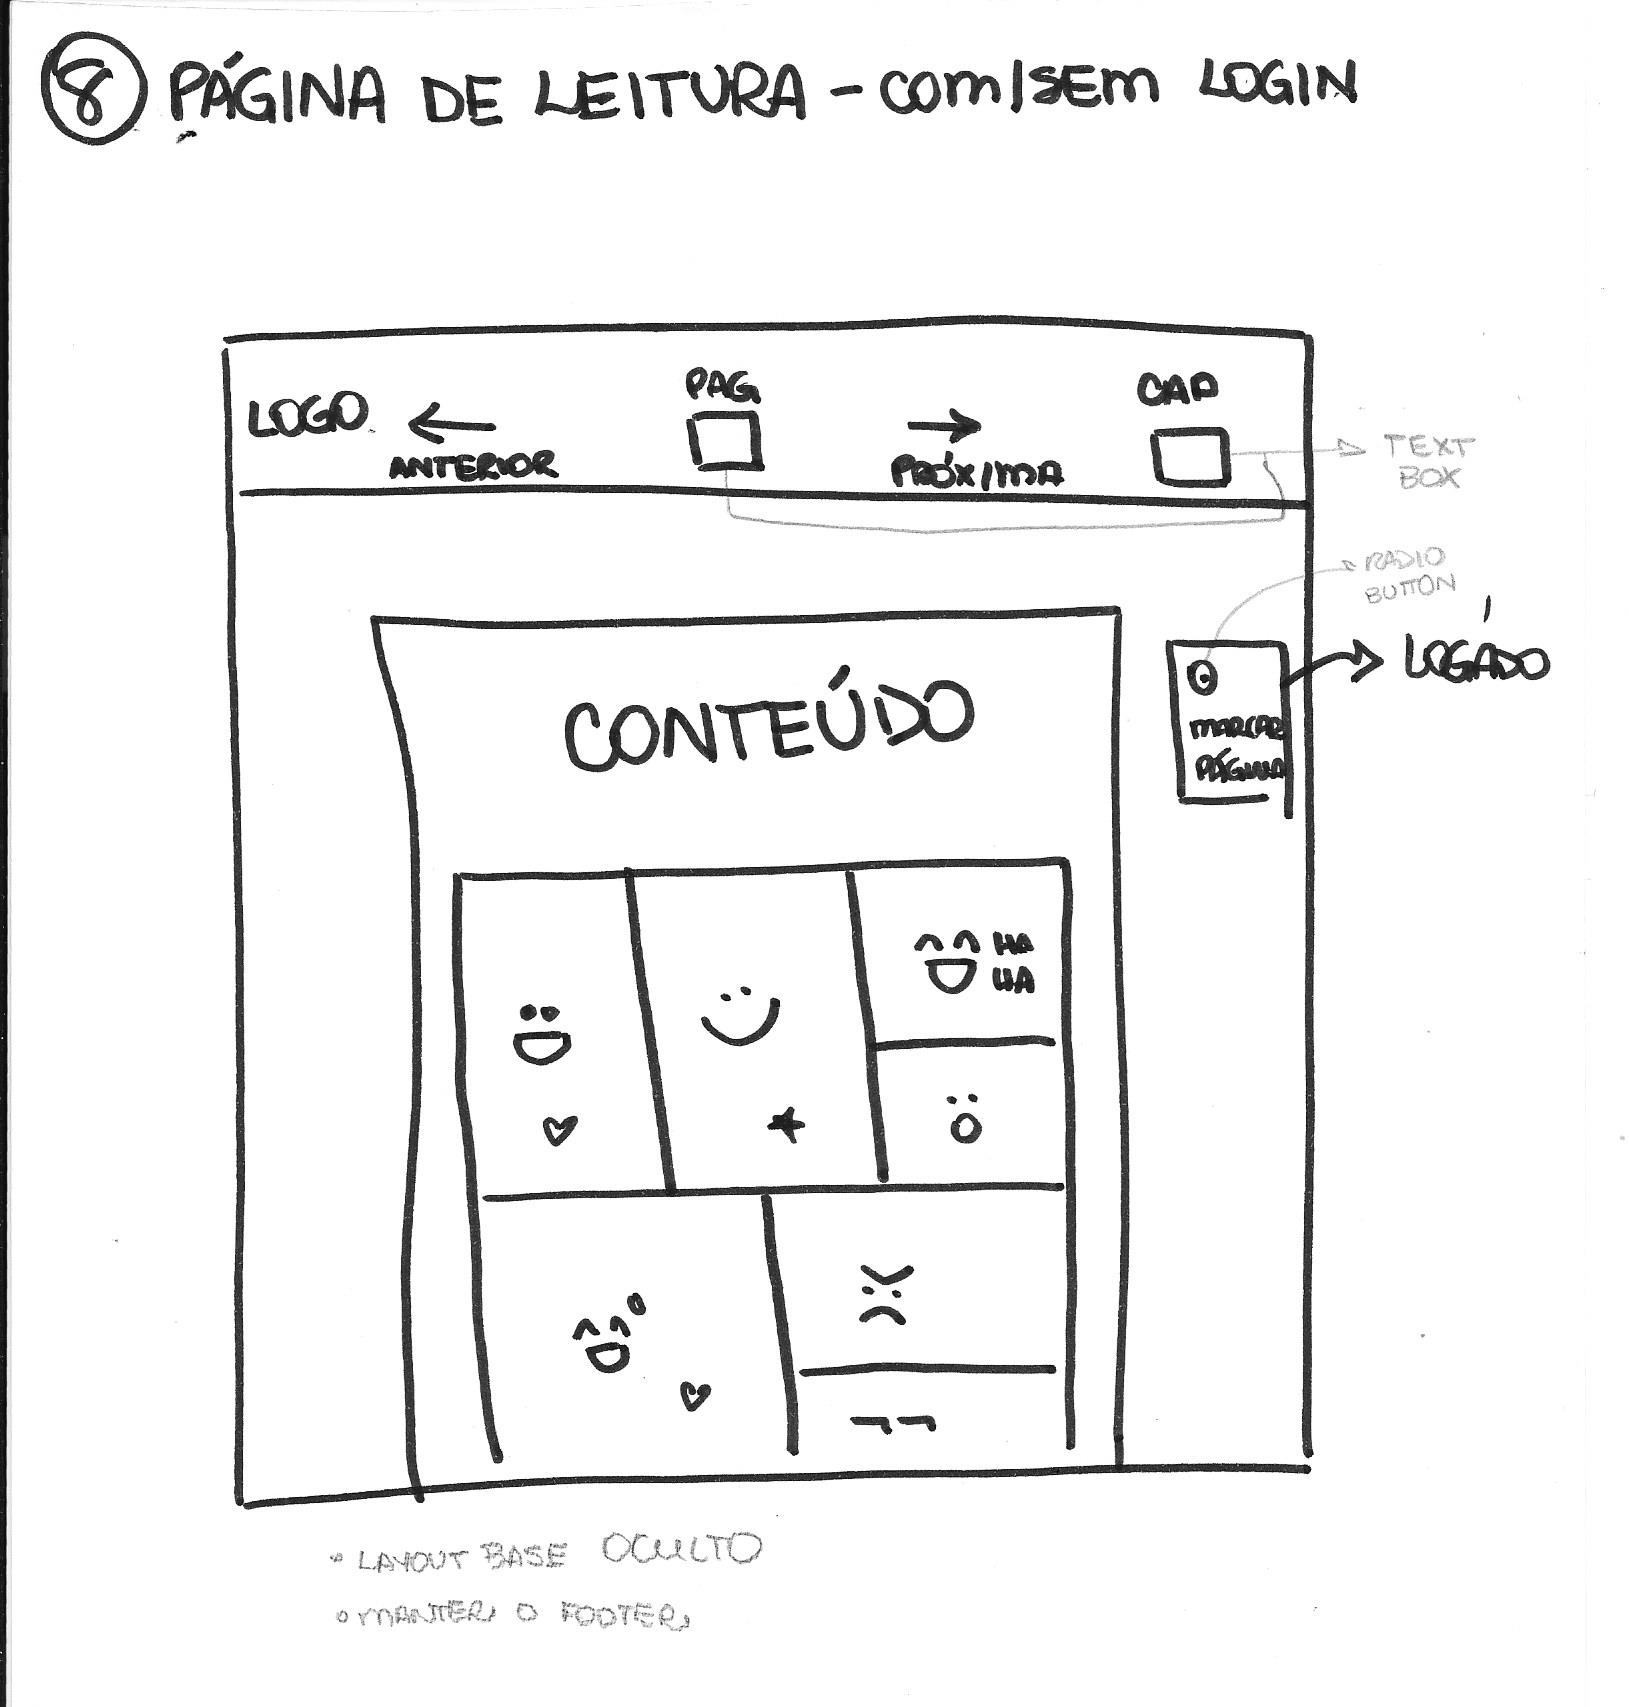 8 PÁGINA DE LEITURA - COM/SEM LOGIN
LOGO
ANTERIOR
PAG
PRÓXIMA
CAP
TEXT
BOX
RADIO
BUTTON
LOGADO
MARCAR
PÁGINA
CONTEÚDO
HA
HA
• LAYOUT BASE OCULTO
• MANTER O FOOTER